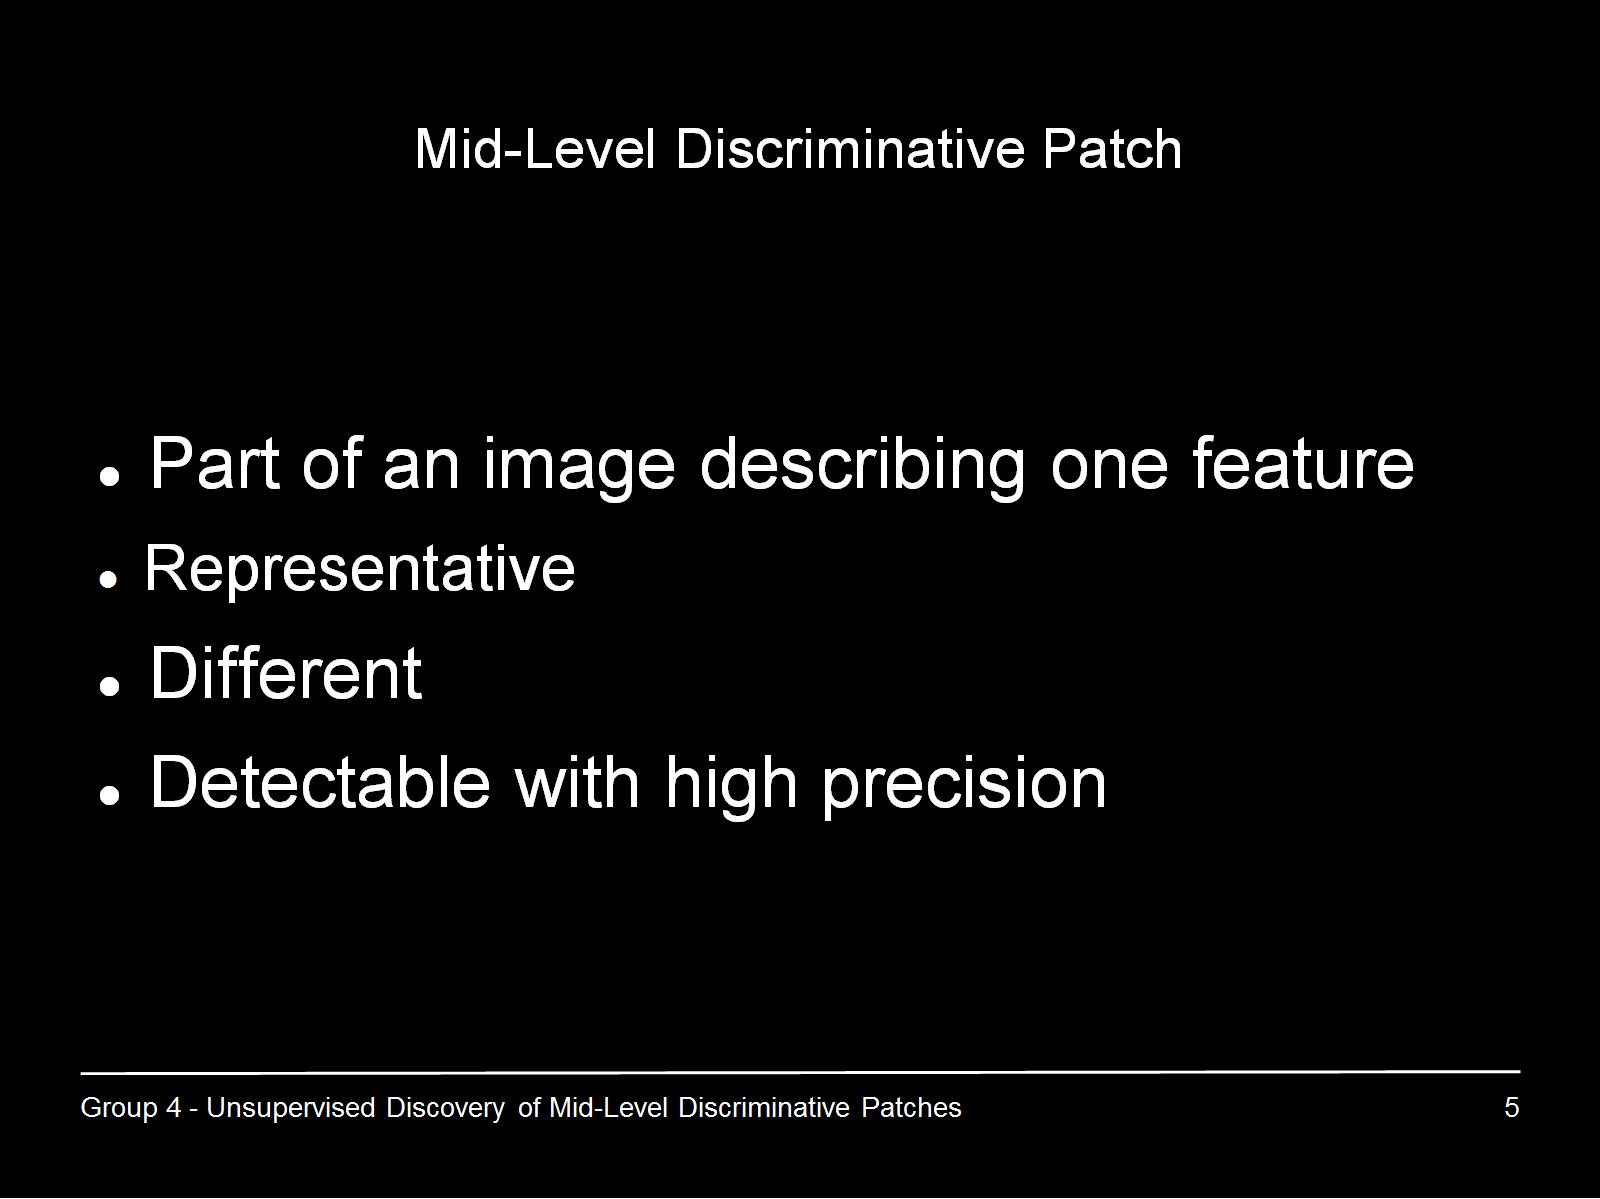 Mid-Level Discriminative Patch
● Part of an image describing one feature
● Representative
● Different
● Detectable with high precision
Group 4 - Unsupervised Discovery of Mid-Level Discriminative Patches 5